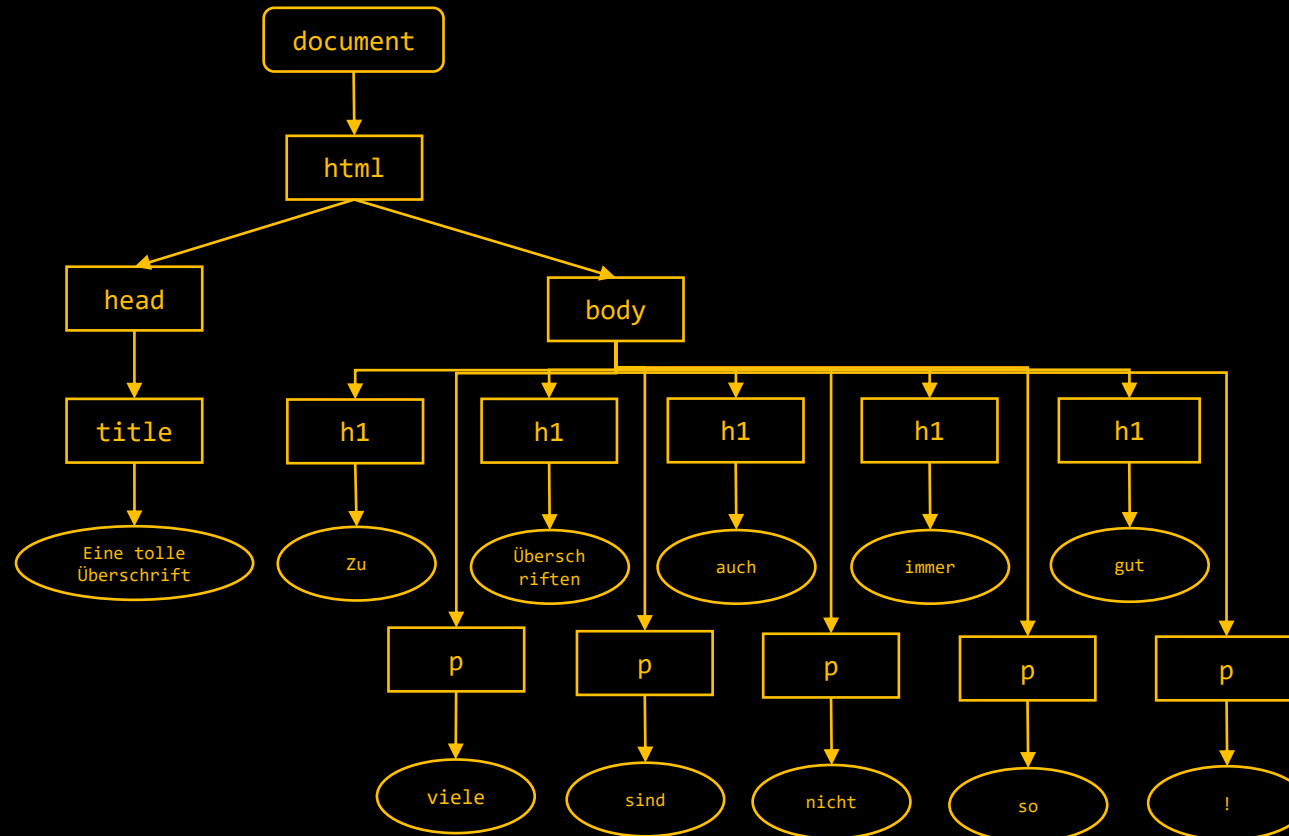 document
html
head
body
title
h1
h1
h1
h1
h1
Eine tolle
Überschrift
Zu
Übersch
riften
auch
immer
gut
p
p
p
p
p
viele
sind
nicht
so
!